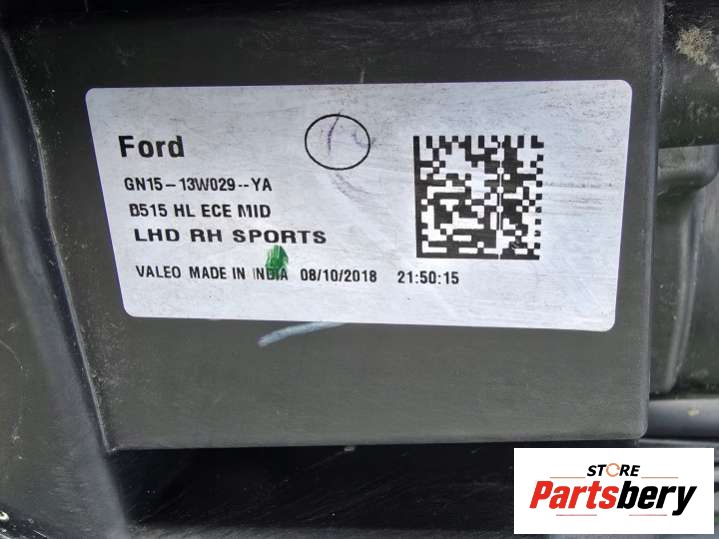 Ford
GN15-13W029--YA
B515 HL ECE MID
LHD RH SPORTS
VALEO MADE IN INDIA 08/10/2018 21:50:15
STORE
Partsbery